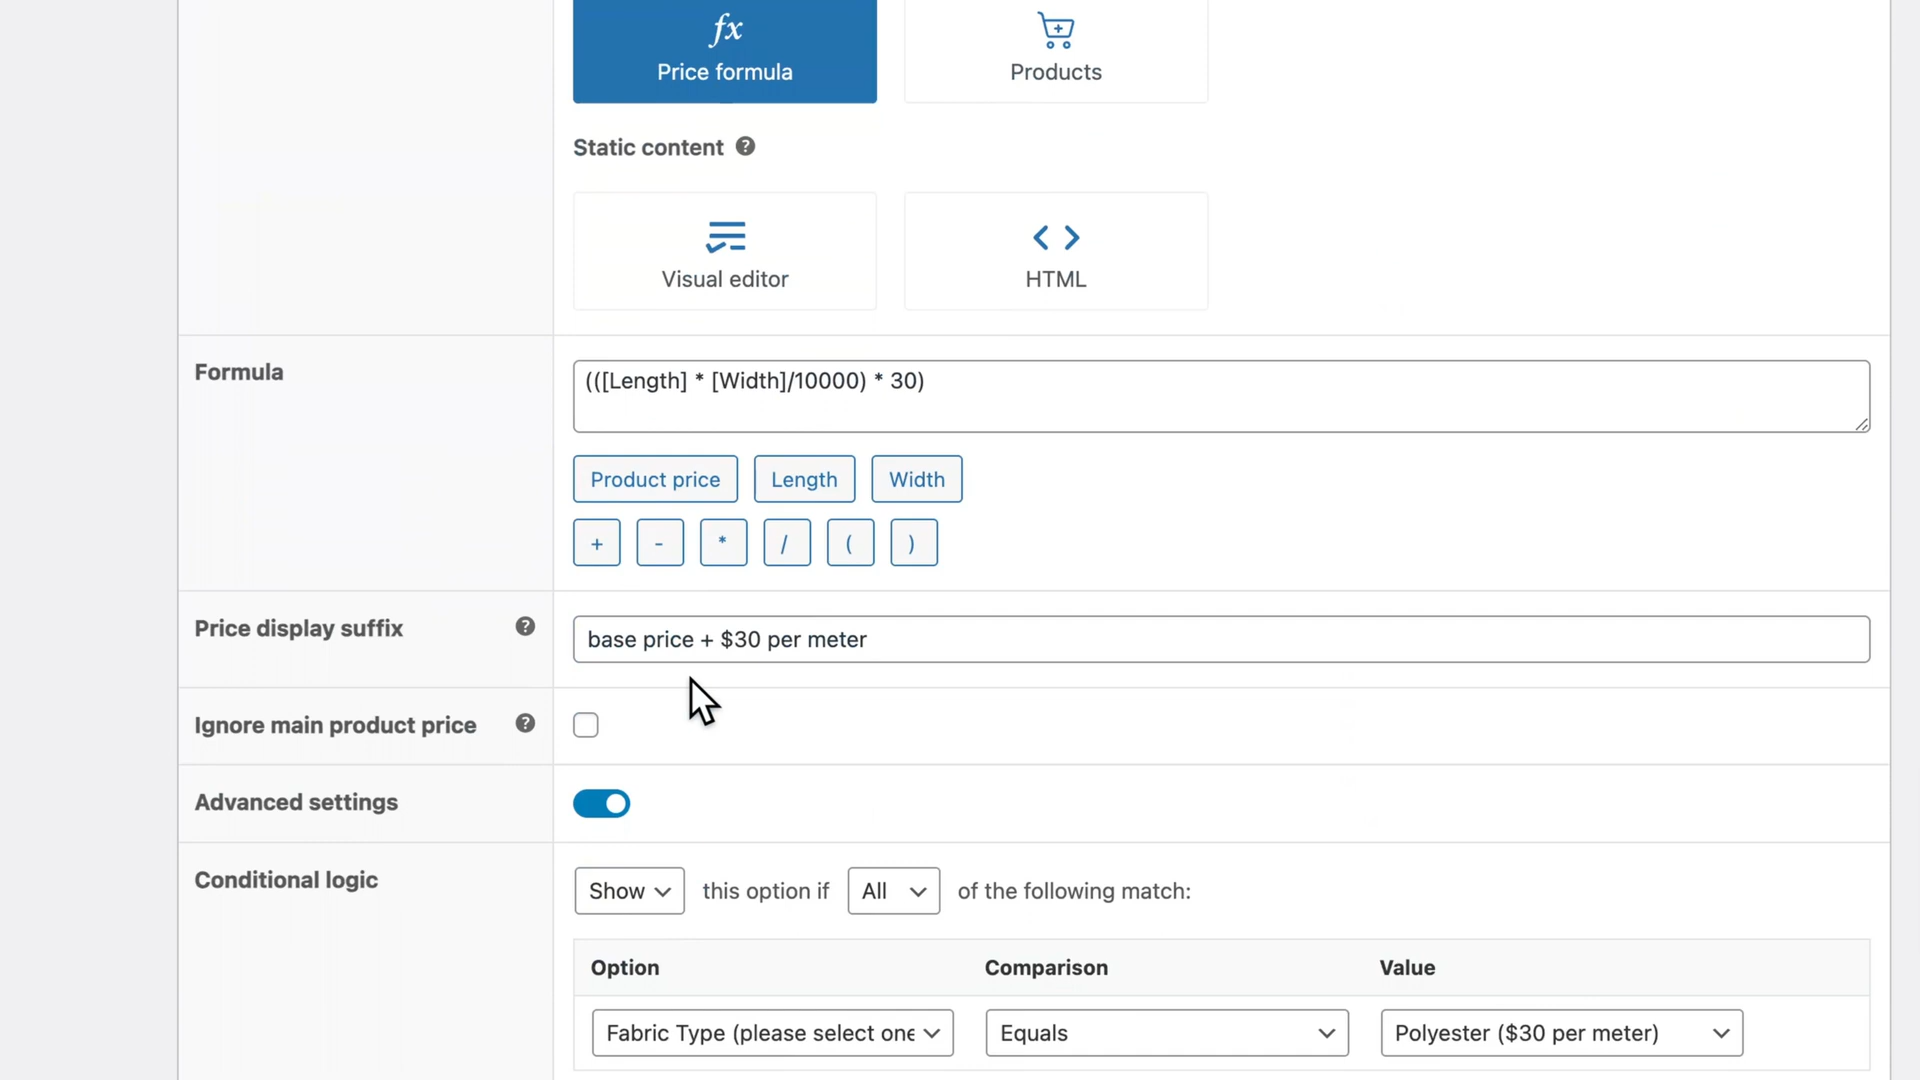 fx
Price formula
Products
Static content ?
Visual editor
< >
HTML
Formula
(([Length] * [Width]/10000) * 30)
Product price Length Width
+ - * / ( )
Price display suffix ?
base price + $30 per meter
Ignore main product price ?
Advanced settings
Conditional logic
Show this option if All of the following match:
Option Comparison Value
Fabric Type (please select one Equals Polyester ($30 per meter)